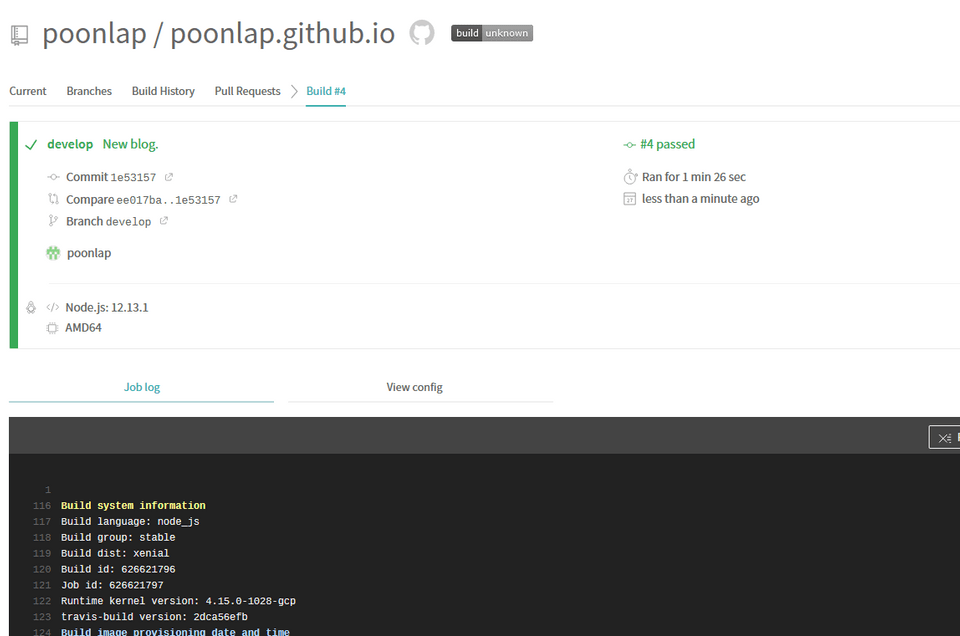 poonlap / poonlap.github.io build unknown
Current Branches Build History Pull Requests Build #4
develop New blog. #4 passed
Commit 1e53157 Ran for 1 min 26 sec
Compare ee017ba..1e53157 less than a minute ago
Branch develop
poonlap
Node.js: 12.13.1
AMD64
Job log View config
1
116 Build system information
117 Build language: node_js
118 Build group: stable
119 Build dist: xenial
120 Build id: 626621796
121 Job id: 626621797
122 Runtime kernel version: 4.15.0-1028-gcp
123 travis-build version: 2dca56efb
124 Build image provisioning date and time